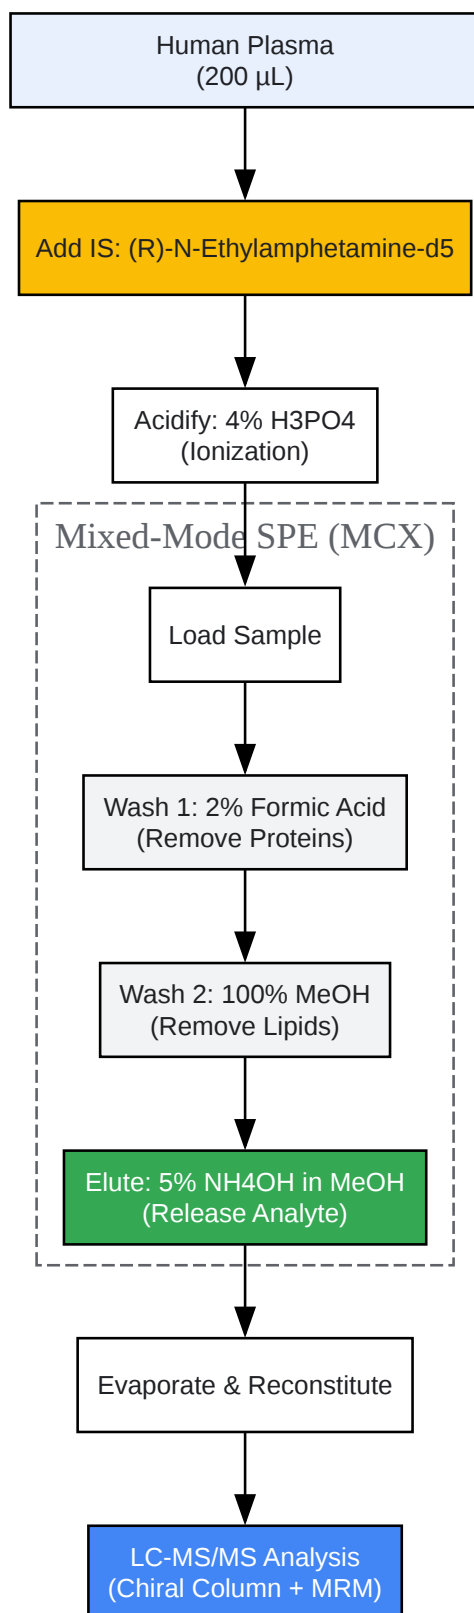 Human Plasma
(200 µL)
Add IS: (R)-N-Ethylamphetamine-d5
Acidify: 4% H3PO4
(Ionization)
Mixed-Mode SPE (MCX)
Load Sample
Wash 1: 2% Formic Acid
(Remove Proteins)
Wash 2: 100% MeOH
(Remove Lipids)
Elute: 5% NH4OH in MeOH
(Release Analyte)
Evaporate & Reconstitute
LC-MS/MS Analysis
(Chiral Column + MRM)